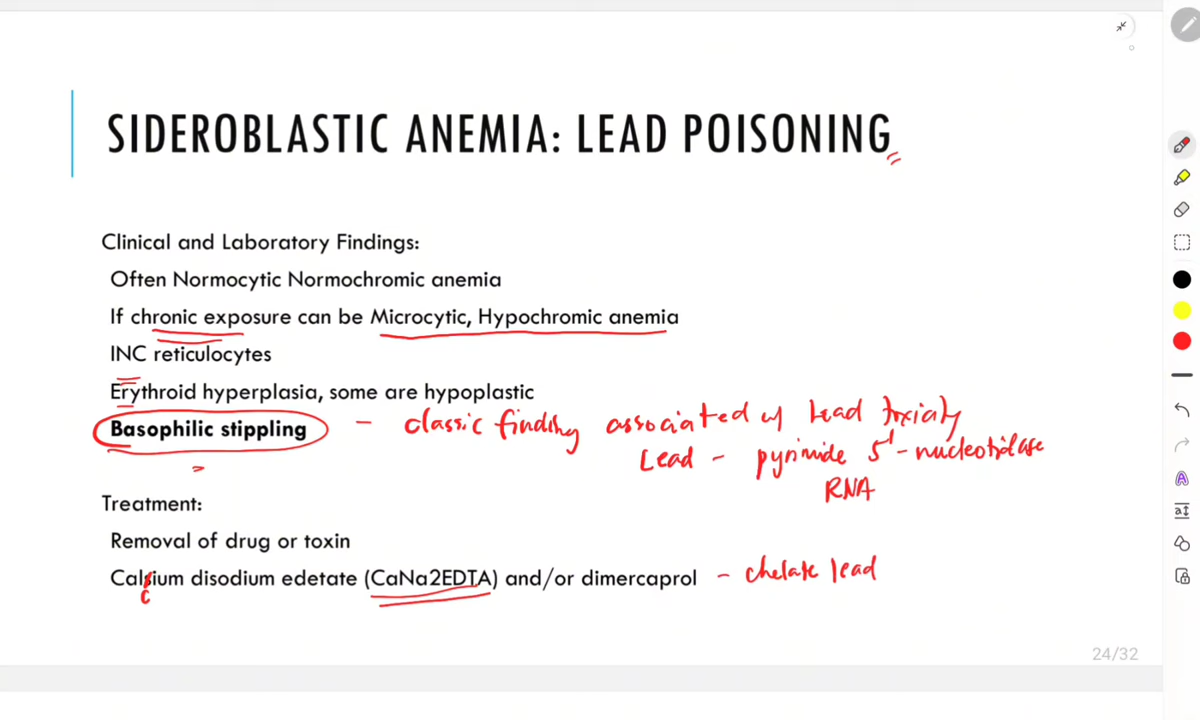 SIDEROBLASTIC ANEMIA: LEAD POISONING
Clinical and Laboratory Findings:
Often Normocytic Normochromic anemia
If chronic exposure can be Microcytic, Hypochromic anemia
INC reticulocytes
Erythroid hyperplasia, some are hypoplastic
Basophilic stippling - classic finding associated w/ lead toxicity
Lead - pyrimide 5'-nucleotidase
RNA
Treatment:
Removal of drug or toxin
Calcium disodium edetate (CaNa2EDTA) and/or dimercaprol - chelate lead
c
24/32